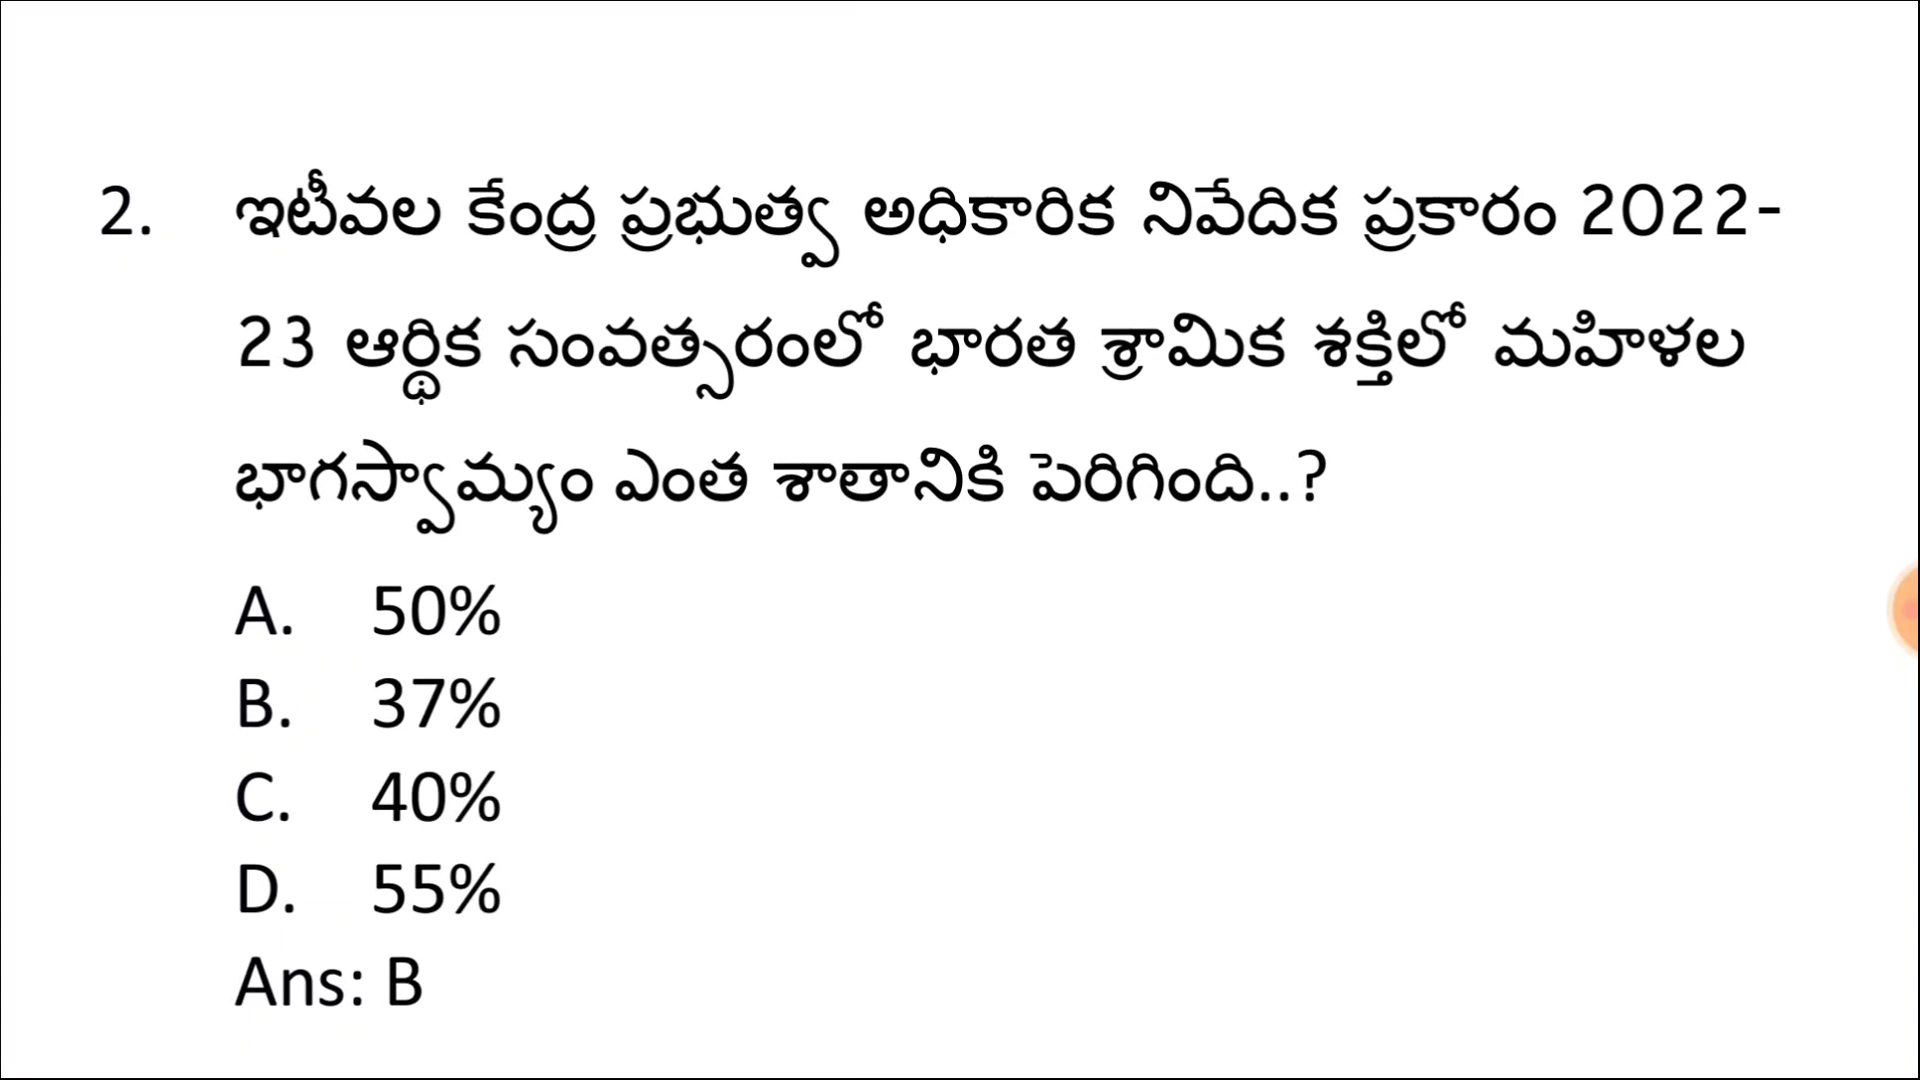 2. ఇటీవల కేంద్ర ప్రభుత్వ అధికారిక నివేదిక ప్రకారం 2022-
23 ఆర్థిక సంవత్సరంలో భారత శ్రామిక శక్తిలో మహిళల
భాగస్వామ్యం ఎంత శాతానికి పెరిగింది..?
A. 50%
B. 37%
C. 40%
D. 55%
Ans: B